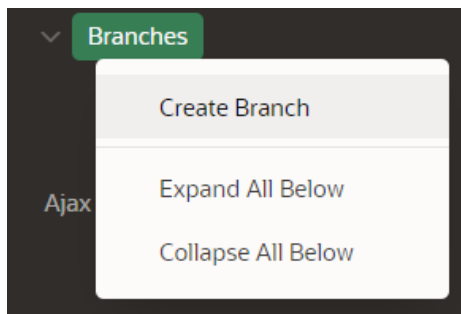 Branches
Create Branch
Expand All Below
Ajax
Collapse All Below